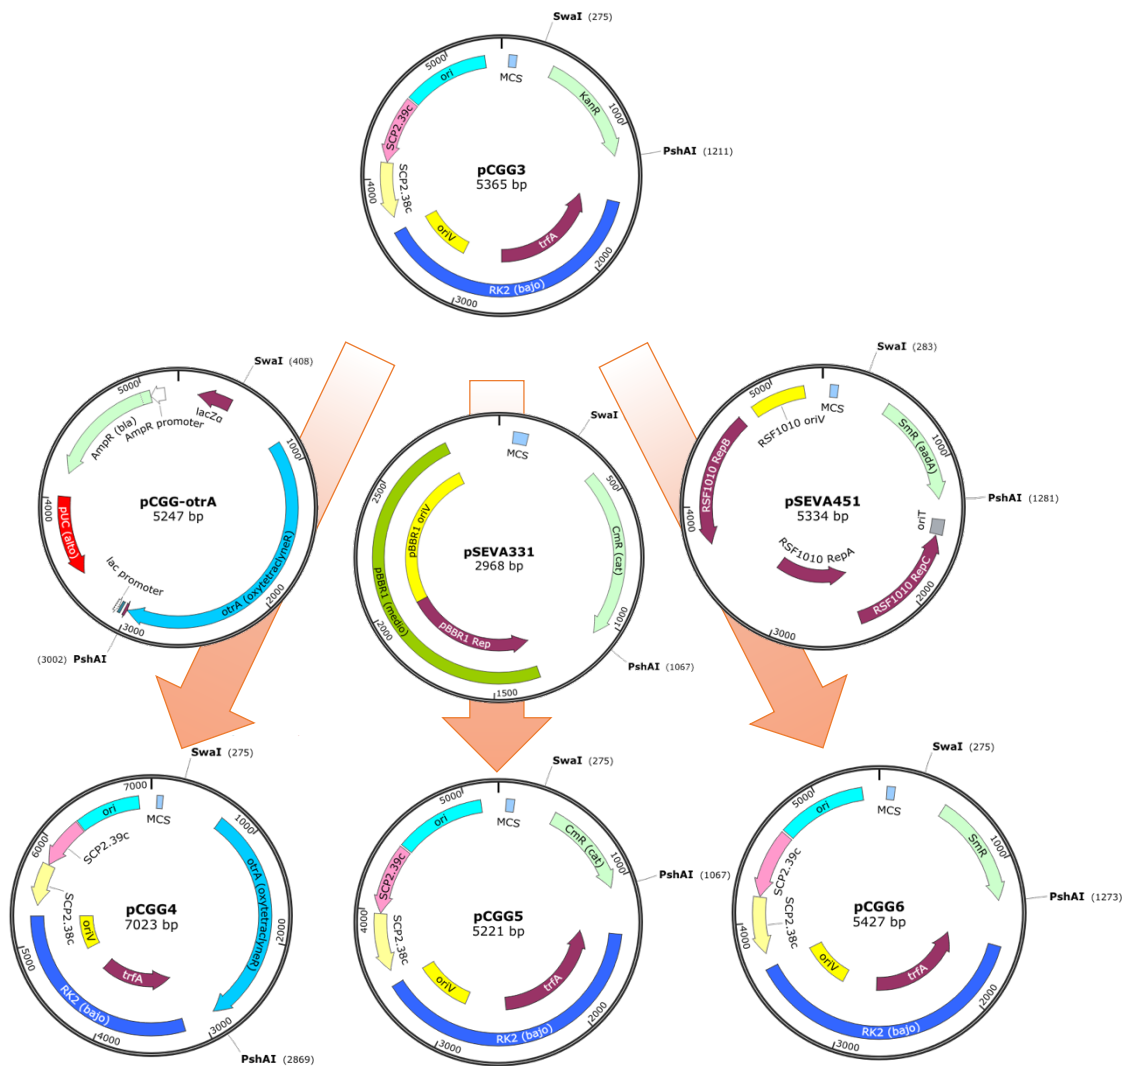 SwaI (275)
5000
ori
MCS
KanR
1000
SCP2.39c
PshAI (1211)
pCGG3
5365 bp
SCP2.38c
4000
oriV
trfA
2000
RK2 (bajo)
3000
SwaI (408)
5000
AmpR (bla)
AmpR promoter
lacZα
1000
pCGG-otrA
5247 bp
4000
pUC (alto)
lac promoter
otrA (oxytetraclyneR)
2000
3000
(3002) PshAI
SwaI
MCS
500
2500
pBBR1 oriV
pSEVA331
2968 bp
CmR (cat)
pBBR1 (medio)
2000
pBBR1 Rep
1000
PshAI (1067)
1500
SwaI (283)
5000
MCS
RSF1010 oriV
SmR (aadA)
1000
RSF1010 RepB
PshAI (1281)
pSEVA451
5334 bp
4000
oriT
RSF1010 RepA
RSF1010 RepC
2000
3000
SwaI (275)
7000
ori
MCS
1000
6000
SCP2.39c
otrA (oxytetraclyneR)
pCGG4
7023 bp
SCP2.38c
oriV
2000
5000
trfA
RK2 (bajo)
4000
3000
PshAI (2869)
SwaI (275)
5000
ori
MCS
CmR (cat)
1000
SCP2.39c
PshAI (1067)
pCGG5
5221 bp
4000
SCP2.38c
oriV
trfA
2000
RK2 (bajo)
3000
SwaI (275)
5000
ori
MCS
SmR
1000
SCP2.39c
PshAI (1273)
pCGG6
5427 bp
SCP2.38c
4000
oriV
trfA
2000
RK2 (bajo)
3000